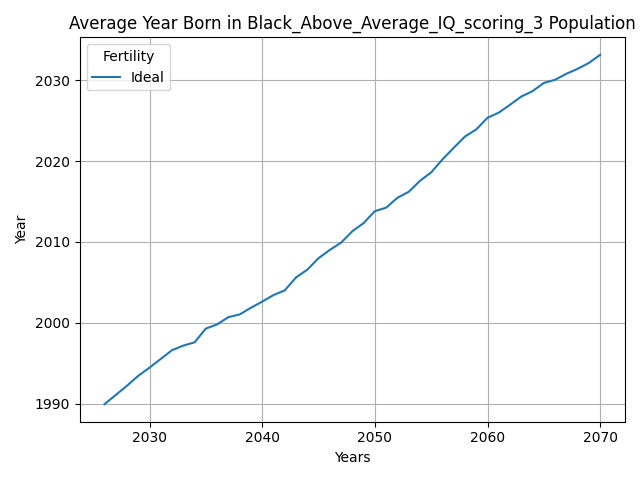 Average Year Born in Black_Above_Average_IQ_scoring_3 Population
Fertility
Ideal
Year
2030
2020
2010
2000
1990
2030 2040 2050 2060 2070
Years